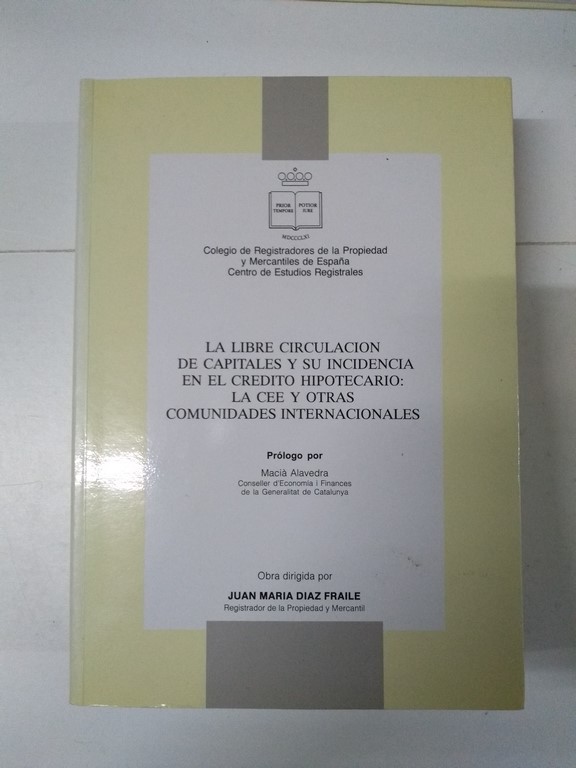 PRIOR POTIOR
TEMPORE IURE
MDCCCLXI
Colegio de Registradores de la Propiedad
y Mercantiles de España
Centro de Estudios Registrales
LA LIBRE CIRCULACION
DE CAPITALES Y SU INCIDENCIA
EN EL CREDITO HIPOTECARIO:
LA CEE Y OTRAS
COMUNIDADES INTERNACIONALES
Prólogo por
Macià Alavedra
Conseller d'Economia i Finances
de la Generalitat de Catalunya
Obra dirigida por
JUAN MARIA DIAZ FRAILE
Registrador de la Propiedad y Mercantil